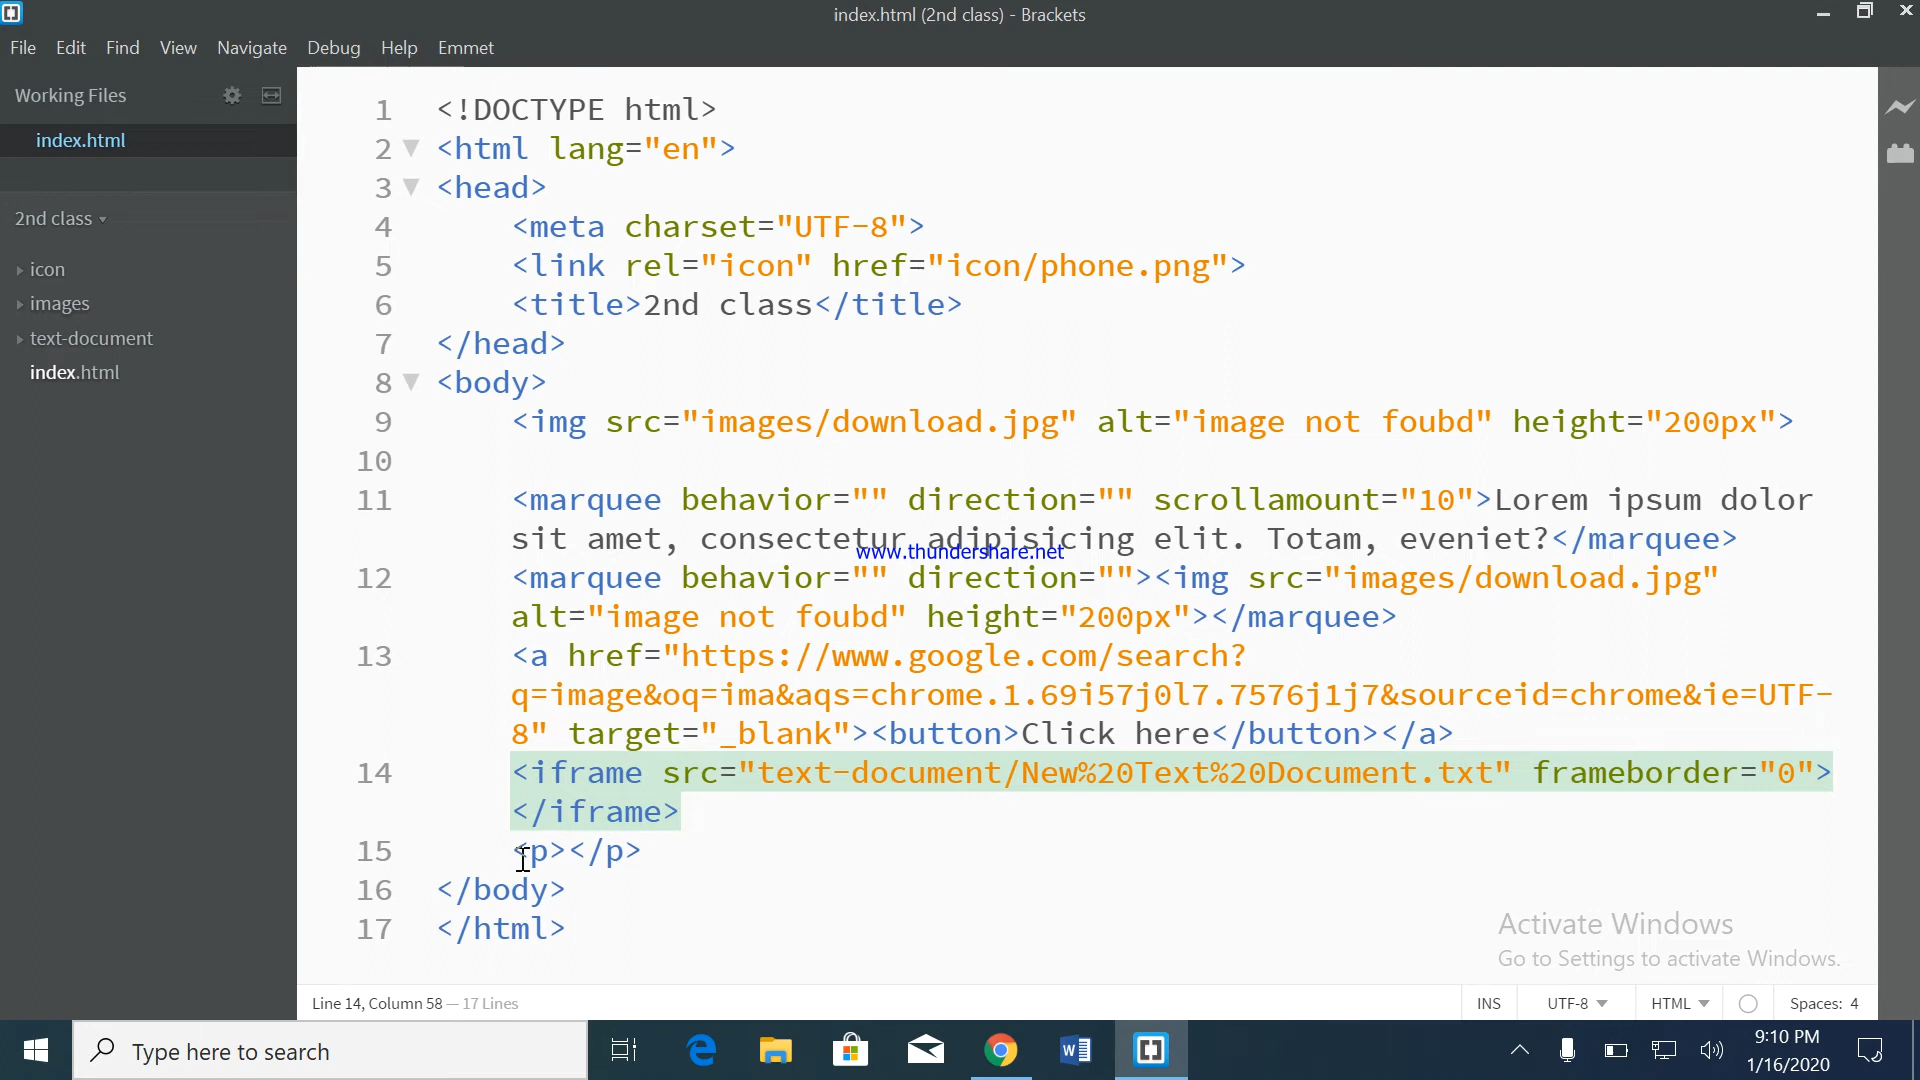 index.html (2nd class) - Brackets
File Edit Find View Navigate Debug Help Emmet
Working Files
index.html
2nd class
icon
images
text-document
index.html
1 <!DOCTYPE html>
2 <html lang="en">
3 <head>
4 <meta charset="UTF-8">
5 <link rel="icon" href="icon/phone.png">
6 <title>2nd class</title>
7 </head>
8 <body>
9 <img src="images/download.jpg" alt="image not foubd" height="200px">
10
11 <marquee behavior="" direction="" scrollamount="10">Lorem ipsum dolor
sit amet, consectetur adipisicing elit. Totam, eveniet?</marquee>
www.thundershare.net
12 <marquee behavior="" direction=""><img src="images/download.jpg"
alt="image not foubd" height="200px"></marquee>
13 <a href="https://www.google.com/search?
q=image&oq=ima&aqs=chrome.1.69i57j0l7.7576j1j7&sourceid=chrome&ie=UTF-
8" target="_blank"><button>Click here</button></a>
14 <iframe src="text-document/New%20Text%20Document.txt" frameborder="0">
</iframe>
15 <p></p>
16 </body>
17 </html>
Activate Windows
Go to Settings to activate Windows.
Line 14, Column 58 — 17 Lines
INS UTF-8 HTML Spaces: 4
Type here to search
9:10 PM
1/16/2020